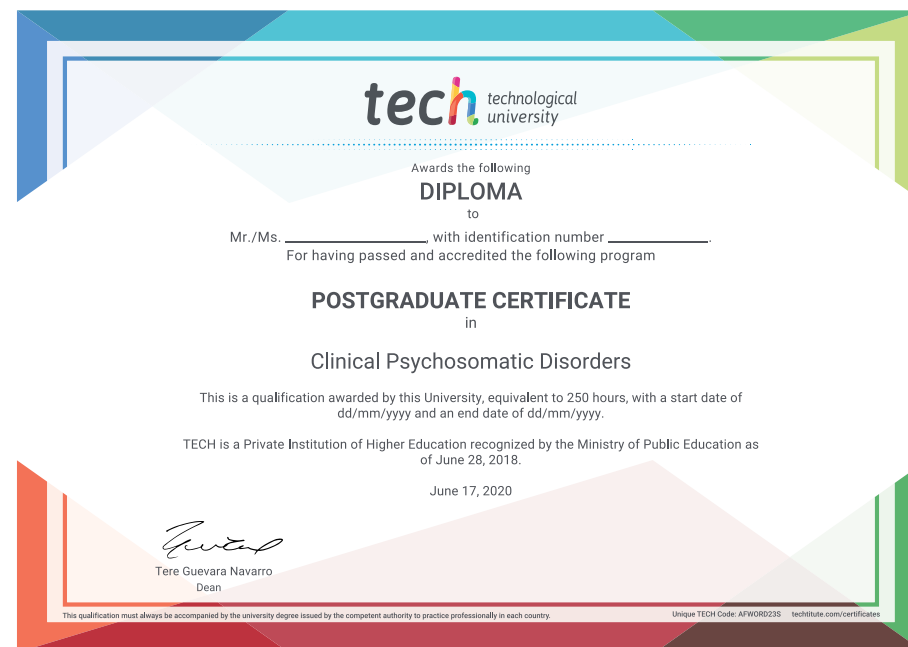 tech technological
university
Awards the following
DIPLOMA
to
Mr./Ms. ____________, with identification number ____________.
For having passed and accredited the following program
POSTGRADUATE CERTIFICATE
in
Clinical Psychosomatic Disorders
This is a qualification awarded by this University, equivalent to 250 hours, with a start date of
dd/mm/yyyy and an end date of dd/mm/yyyy.
TECH is a Private Institution of Higher Education recognized by the Ministry of Public Education as
of June 28, 2018.
June 17, 2020
Tere Guevara Navarro
Dean
This qualification must always be accompanied by the university degree issued by the competent authority to practice professionally in each country.
Unique TECH Code: AFWORD23S techtitute.com/certificates